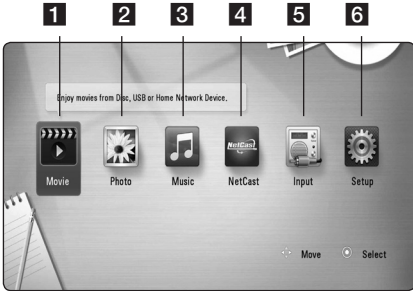 1 2 3 4 5 6
Enjoy movies from Disc, USB or Home Network Device.
NetCast
Movie Photo Music NetCast Input Setup
Move Select